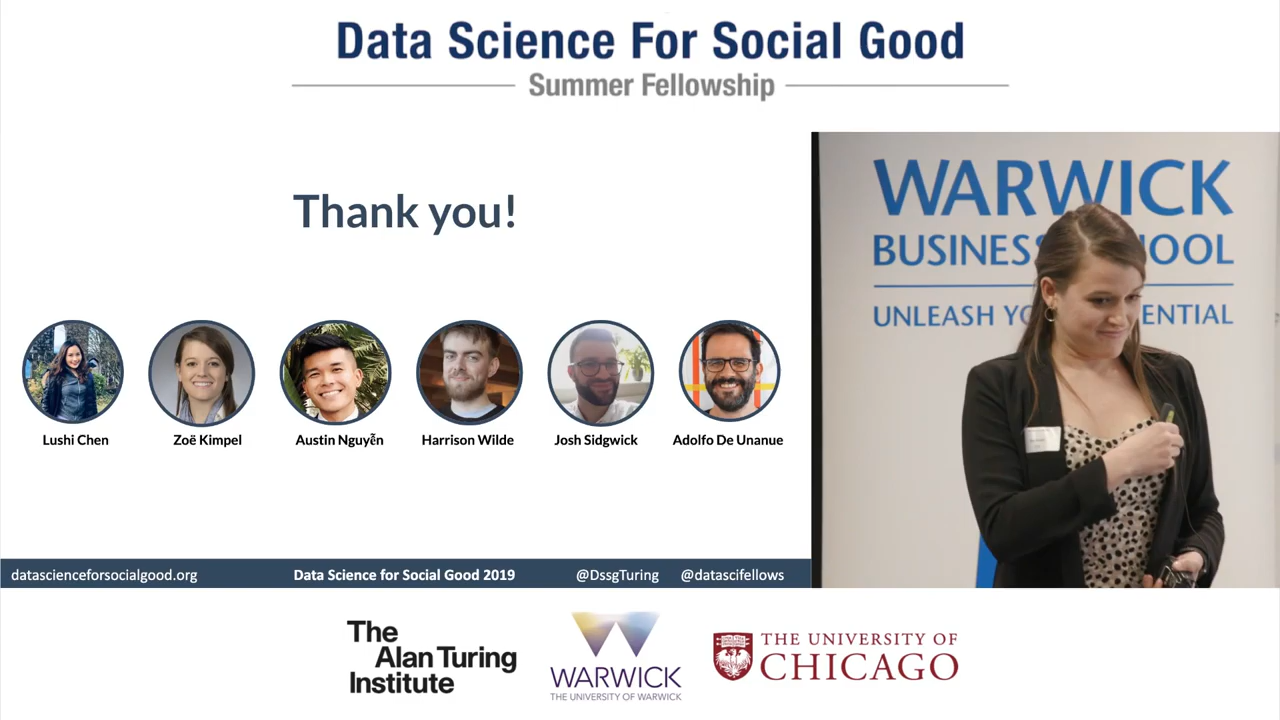 Data Science For Social Good
Summer Fellowship
Thank you!
Lushi Chen
Zoë Kimpel
Austin Nguyễn
Harrison Wilde
Josh Sidgwick
Adolfo De Unanue
datascienceforsocialgood.org
Data Science for Social Good 2019
@DssgTuring
@datascifellows
WARWICK
BUSINESS SCHOOL
UNLEASH YO ENTIAL
The
Alan Turing
Institute
WARWICK
THE UNIVERSITY OF WARWICK
THE UNIVERSITY OF
CHICAGO